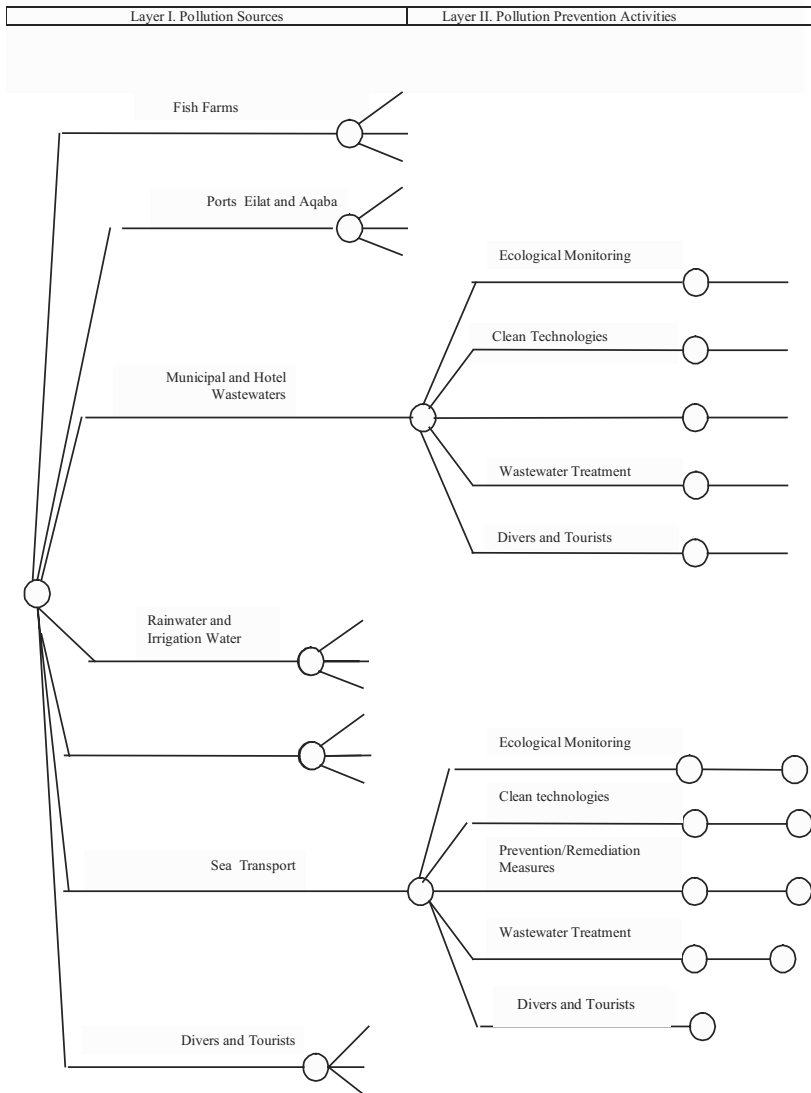 Layer I. Pollution Sources
Layer II. Pollution Prevention Activities
Fish Farms
Ports Eilat and Aqaba
Ecological Monitoring
Clean Technologies
Municipal and Hotel
Wastewaters
Wastewater Treatment
Divers and Tourists
Rainwater and
Irrigation Water
Ecological Monitoring
Clean technologies
Prevention/Remediation
Measures
Sea Transport
Wastewater Treatment
Divers and Tourists
Divers and Tourists